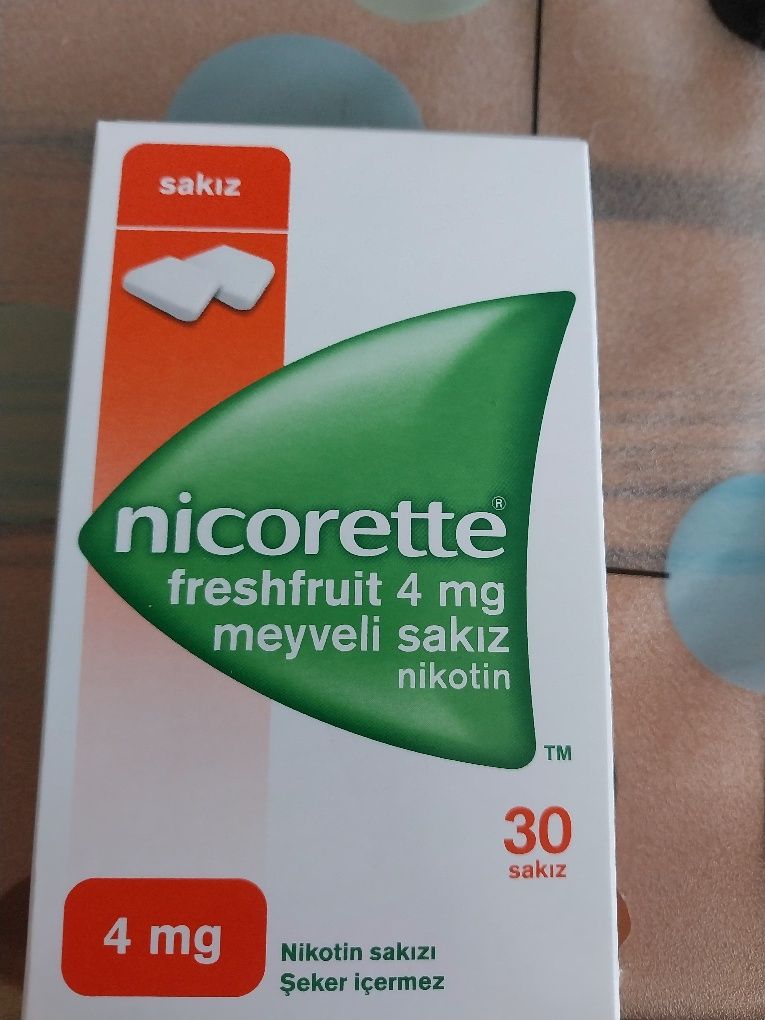 sakız
nicorette®
freshfruit 4 mg
meyveli sakız
nikotin
TM
30
sakız
4 mg
Nikotin sakızı
Şeker içermez